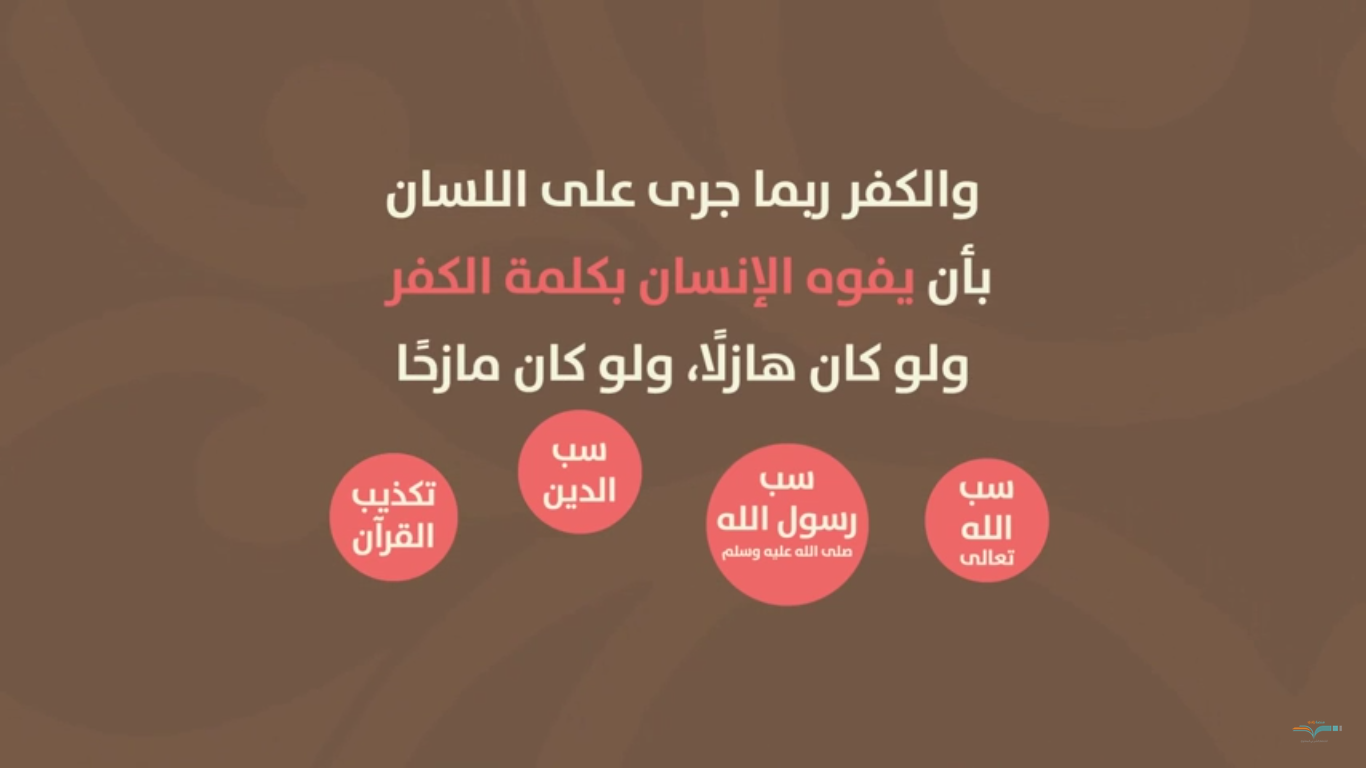 والكفر ربما جرى على اللسان
بأن يفوه الإنسان بكلمة الكفر
ولو كان هازلًا، ولو كان مازحًا
سب
الله
تعالى
سب
رسول الله
صلى الله عليه وسلم
سب
الدين
تكذيب
القرآن